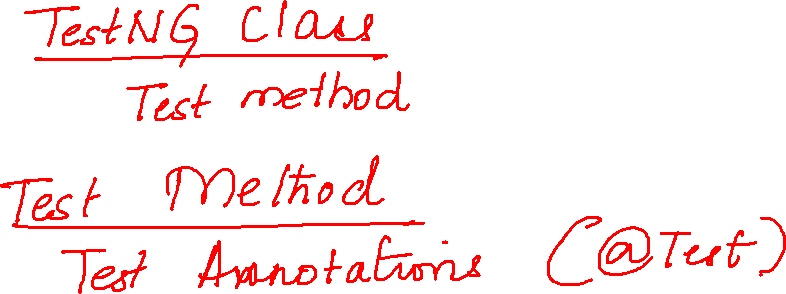 TestNG Class
Test method
Test Method
Test Annotations (@Test)